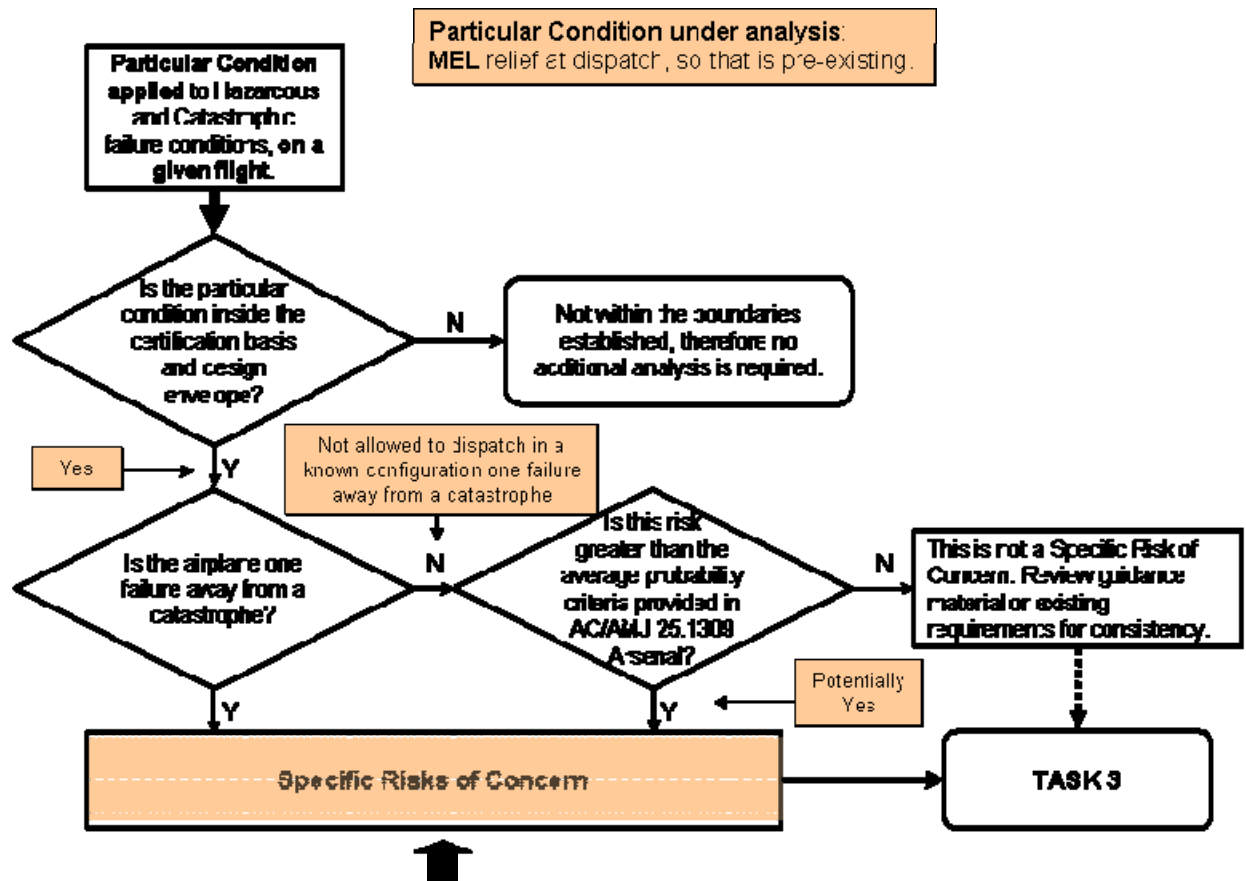 Particular Condition under analysis:
MEL relief at dispatch, so that is pre-existing.
Particular Condition
applied to Hazarcous
and Catastrophic
failure conditions, on a
given flight.
Is the particular
condition inside the
certification basis
and cesign
enve ope?
N
Not within the boundaries
established, therefore no
additional analysis is required.
Yes
Y
Not allowed to dispatch in a
known configuration one failure
away from a catastrophe
Is the airplane one
failure away from a
catastrophe?
N
Is this risk
greater than the
average probability
criteria provided in
AC/AMJ 25.1309
Arsenal?
N
This is not a Specific Risk of
Concern. Review guidance
material or existing
requirements for consistency.
Y
Y
Potentially
Yes
Specific Risks of Concern
TASK 3